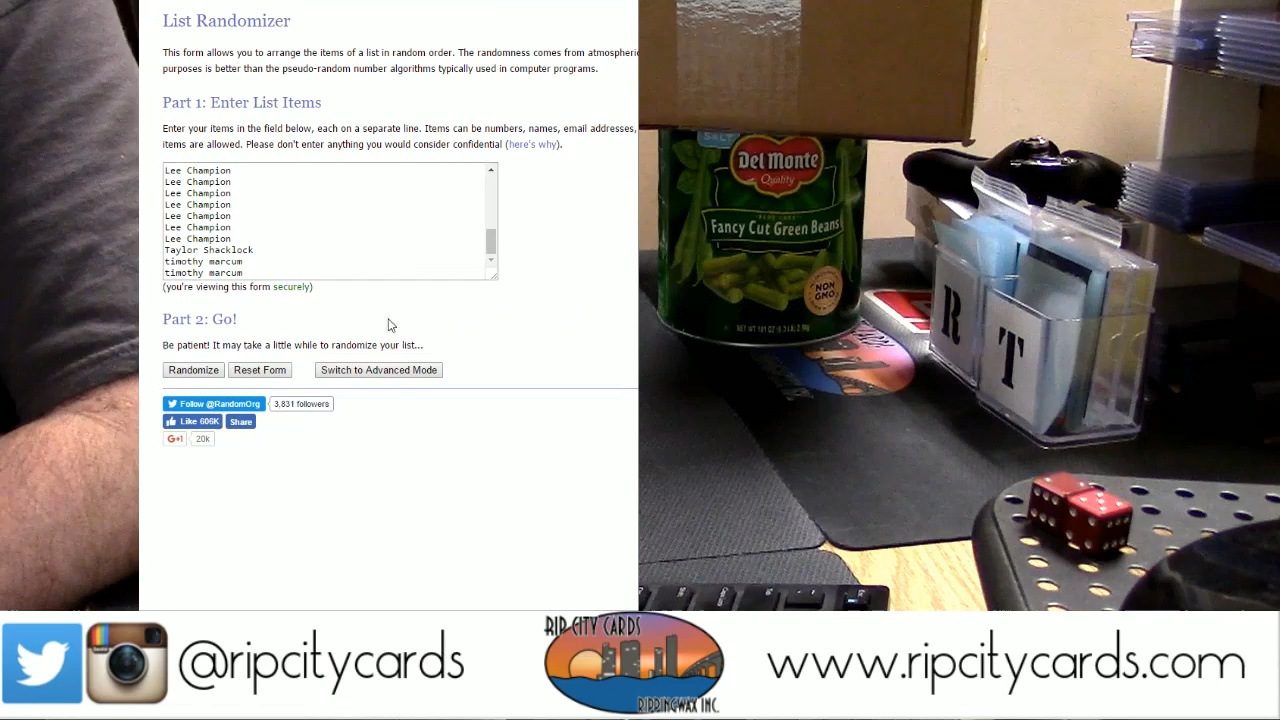 List Randomizer
This form allows you to arrange the items of a list in random order. The randomness comes from atmospheric
purposes is better than the pseudo-random number algorithms typically used in computer programs.
Part 1: Enter List Items
Enter your items in the field below, each on a separate line. Items can be numbers, names, email addresses,
items are allowed. Please don't enter anything you would consider confidential (here's why).
Lee Champion
Lee Champion
Lee Champion
Lee Champion
Lee Champion
Lee Champion
Lee Champion
Taylor Shacklock
timothy marcum
timothy marcum
(you're viewing this form securely)
Part 2: Go!
Be patient! It may take a little while to randomize your list...
Randomize Reset Form Switch to Advanced Mode
Follow @RandomOrg 3,831 followers
Like 606K Share
G+1 20k
SALT
Del Monte
Quality
Fancy Cut Green Beans
NON
GMO
R
T
@ripcitycards
RIP CITY CARDS
RIPPINGWAX INC.
www.ripcitycards.com